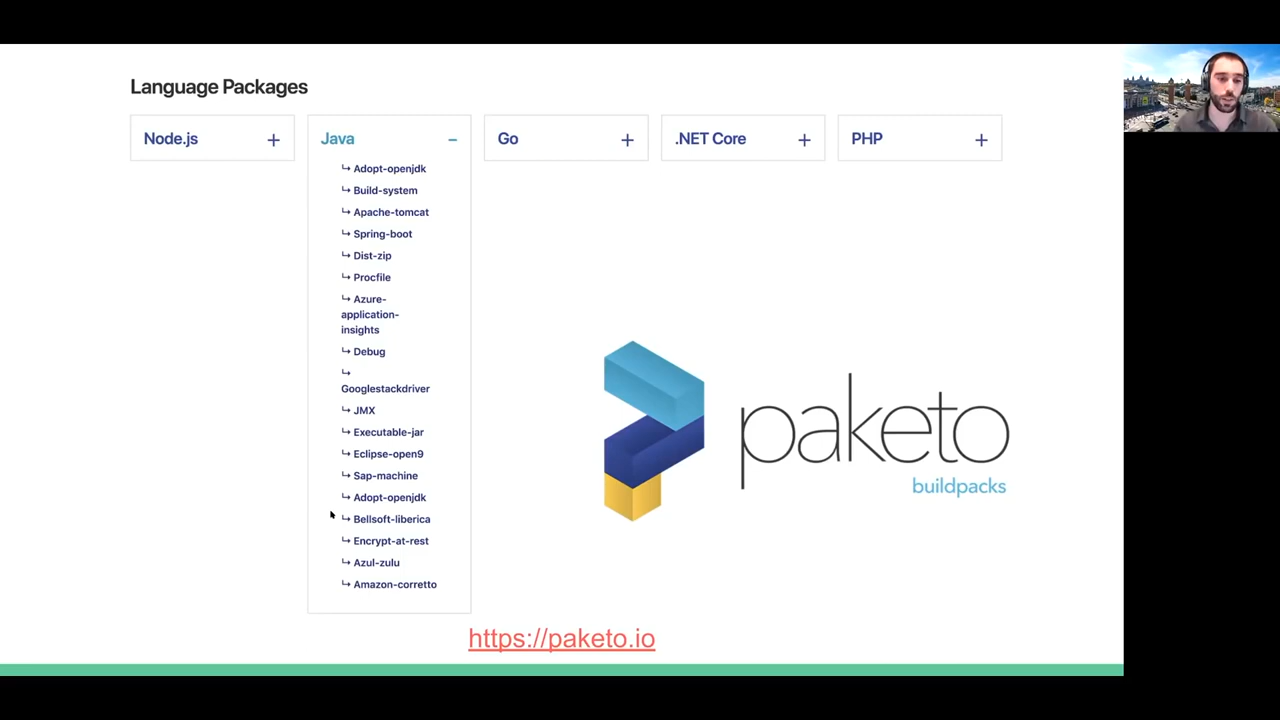 Language Packages
Node.js +
Java −
Go +
.NET Core +
PHP +
↳ Adopt-openjdk
↳ Build-system
↳ Apache-tomcat
↳ Spring-boot
↳ Dist-zip
↳ Procfile
↳ Azure-
application-
insights
↳ Debug
↳
Googlestackdriver
↳ JMX
↳ Executable-jar
↳ Eclipse-open9
↳ Sap-machine
↳ Adopt-openjdk
↳ Bellsoft-liberica
↳ Encrypt-at-rest
↳ Azul-zulu
↳ Amazon-corretto
paketo
buildpacks
https://paketo.io